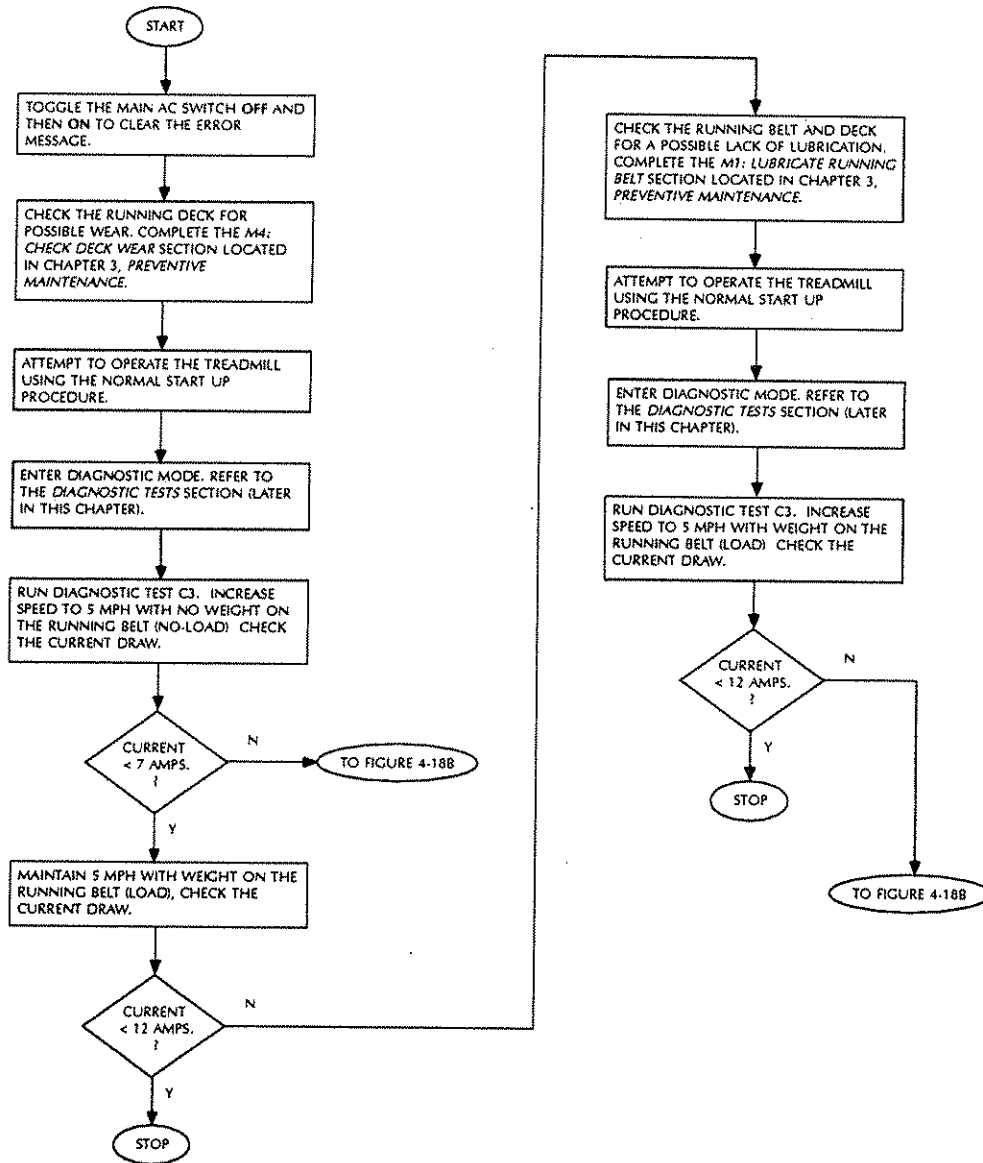 START
TOGGLE THE MAIN AC SWITCH OFF AND
THEN ON TO CLEAR THE ERROR
MESSAGE.
CHECK THE RUNNING DECK FOR
POSSIBLE WEAR. COMPLETE THE M4:
CHECK DECK WEAR SECTION LOCATED
IN CHAPTER 3, PREVENTIVE
MAINTENANCE.
ATTEMPT TO OPERATE THE TREADMILL
USING THE NORMAL START UP
PROCEDURE.
ENTER DIAGNOSTIC MODE. REFER TO
THE DIAGNOSTIC TESTS SECTION (LATER
IN THIS CHAPTER).
RUN DIAGNOSTIC TEST C3. INCREASE
SPEED TO 5 MPH WITH NO WEIGHT ON
THE RUNNING BELT (NO-LOAD) CHECK
THE CURRENT DRAW.
CURRENT
< 7 AMPS.
?
N
TO FIGURE 4-18B
Y
MAINTAIN 5 MPH WITH WEIGHT ON THE
RUNNING BELT (LOAD), CHECK THE
CURRENT DRAW.
CURRENT
< 12 AMPS.
?
N
Y
STOP
CHECK THE RUNNING BELT AND DECK
FOR A POSSIBLE LACK OF LUBRICATION.
COMPLETE THE M1: LUBRICATE RUNNING
BELT SECTION LOCATED IN CHAPTER 3,
PREVENTIVE MAINTENANCE.
ATTEMPT TO OPERATE THE TREADMILL
USING THE NORMAL START UP
PROCEDURE.
ENTER DIAGNOSTIC MODE. REFER TO
THE DIAGNOSTIC TESTS SECTION (LATER
IN THIS CHAPTER).
RUN DIAGNOSTIC TEST C3. INCREASE
SPEED TO 5 MPH WITH WEIGHT ON THE
RUNNING BELT (LOAD) CHECK THE
CURRENT DRAW.
CURRENT
< 12 AMPS.
?
N
Y
STOP
TO FIGURE 4-18B